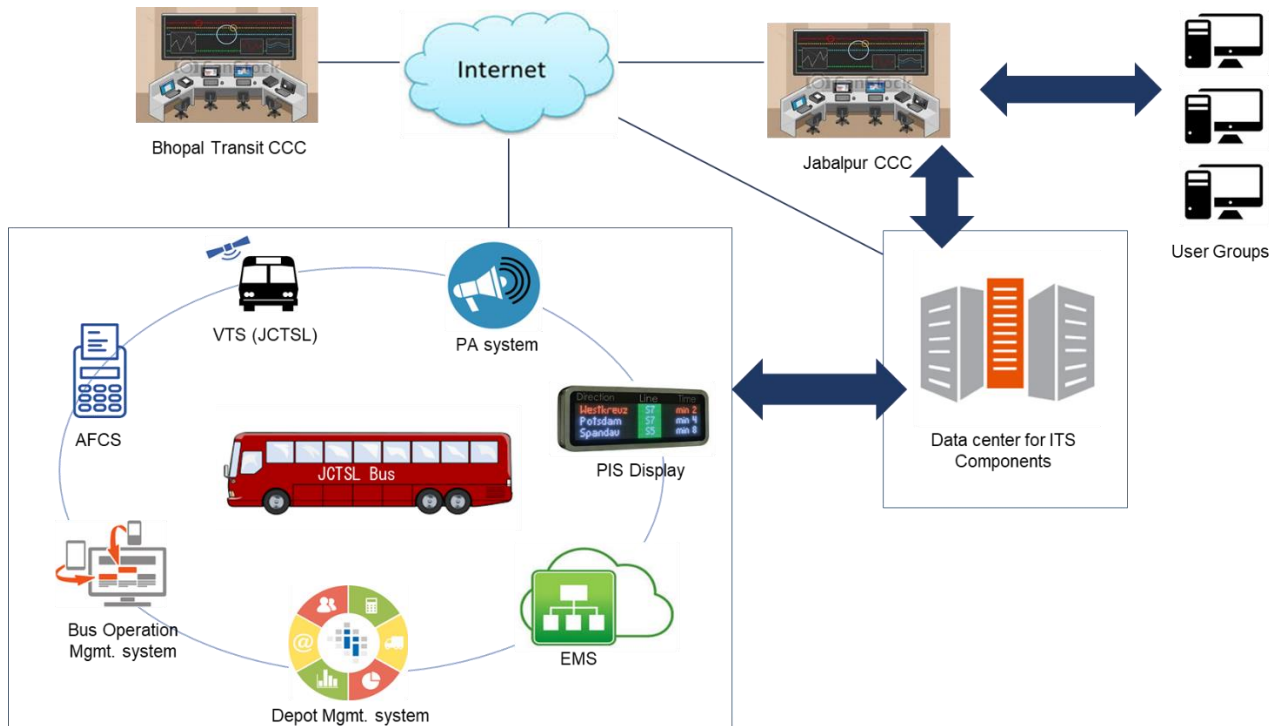 Internet
Bhopal Transit CCC
Jabalpur CCC
User Groups
VTS (JCTSL)
PA system
AFCS
Direction Line Time
Westkreuz S7 min 2
Potsdam S7 min 4
Spandau S5 min 8
PIS Display
JCTSL Bus
Data center for ITS
Components
Bus Operation
Mgmt. system
@
Depot Mgmt. system
EMS